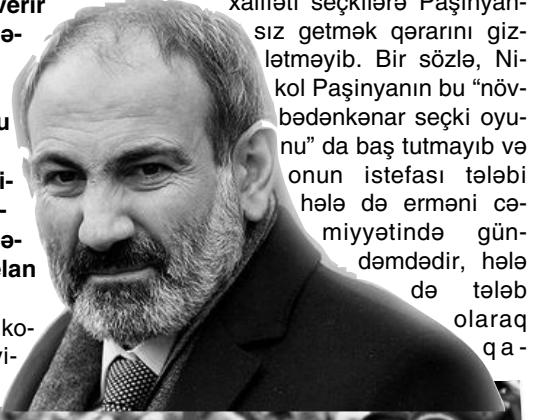 verir
ə-
u
i-
-
ə-
elan
ko-
yi-
xalifəti seçkilərə Paşinyan-
sız getmək qərarını giz-
lətməyib. Bir sözlə, Ni-
kol Paşinyanın bu “növ-
bədənkənar seçki oyu-
nu” da baş tutmayıb və
onun istefası tələbi
hələ də erməni cə-
miyyətində gün-
dəmdədir, hələ
də tələb
olaraq
qa-